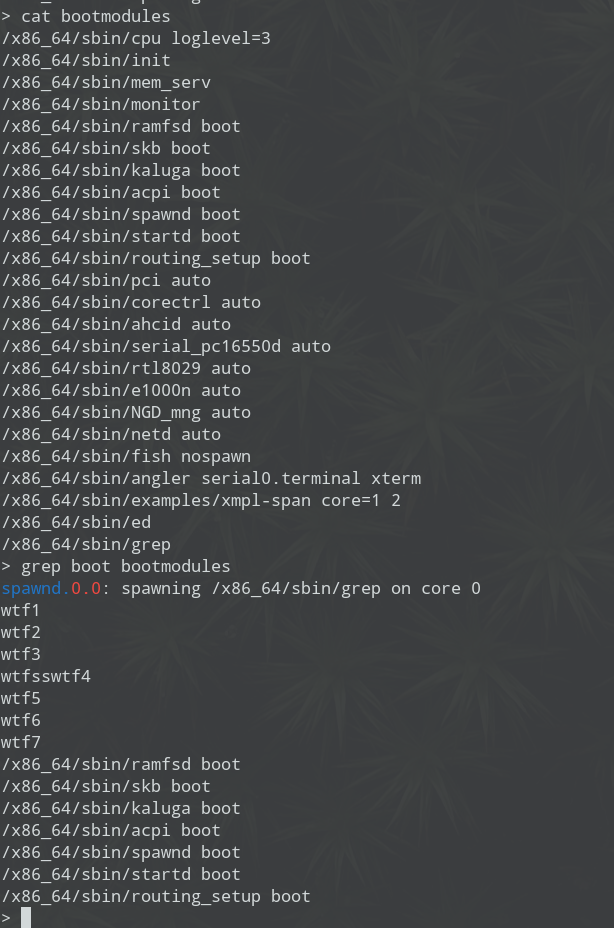 > cat bootmodules
/x86_64/sbin/cpu loglevel=3
/x86_64/sbin/init
/x86_64/sbin/mem_serv
/x86_64/sbin/monitor
/x86_64/sbin/ramfsd boot
/x86_64/sbin/skb boot
/x86_64/sbin/kaluga boot
/x86_64/sbin/acpi boot
/x86_64/sbin/spawnd boot
/x86_64/sbin/startd boot
/x86_64/sbin/routing_setup boot
/x86_64/sbin/pci auto
/x86_64/sbin/corectrl auto
/x86_64/sbin/ahcid auto
/x86_64/sbin/serial_pc16550d auto
/x86_64/sbin/rtl8029 auto
/x86_64/sbin/e1000n auto
/x86_64/sbin/NGD_mng auto
/x86_64/sbin/netd auto
/x86_64/sbin/fish nospawn
/x86_64/sbin/angler serial0.terminal xterm
/x86_64/sbin/examples/xmpl-span core=1 2
/x86_64/sbin/ed
/x86_64/sbin/grep
> grep boot bootmodules
spawnd.0.0: spawning /x86_64/sbin/grep on core 0
wtf1
wtf2
wtf3
wtfsswtf4
wtf5
wtf6
wtf7
/x86_64/sbin/ramfsd boot
/x86_64/sbin/skb boot
/x86_64/sbin/kaluga boot
/x86_64/sbin/acpi boot
/x86_64/sbin/spawnd boot
/x86_64/sbin/startd boot
/x86_64/sbin/routing_setup boot
>